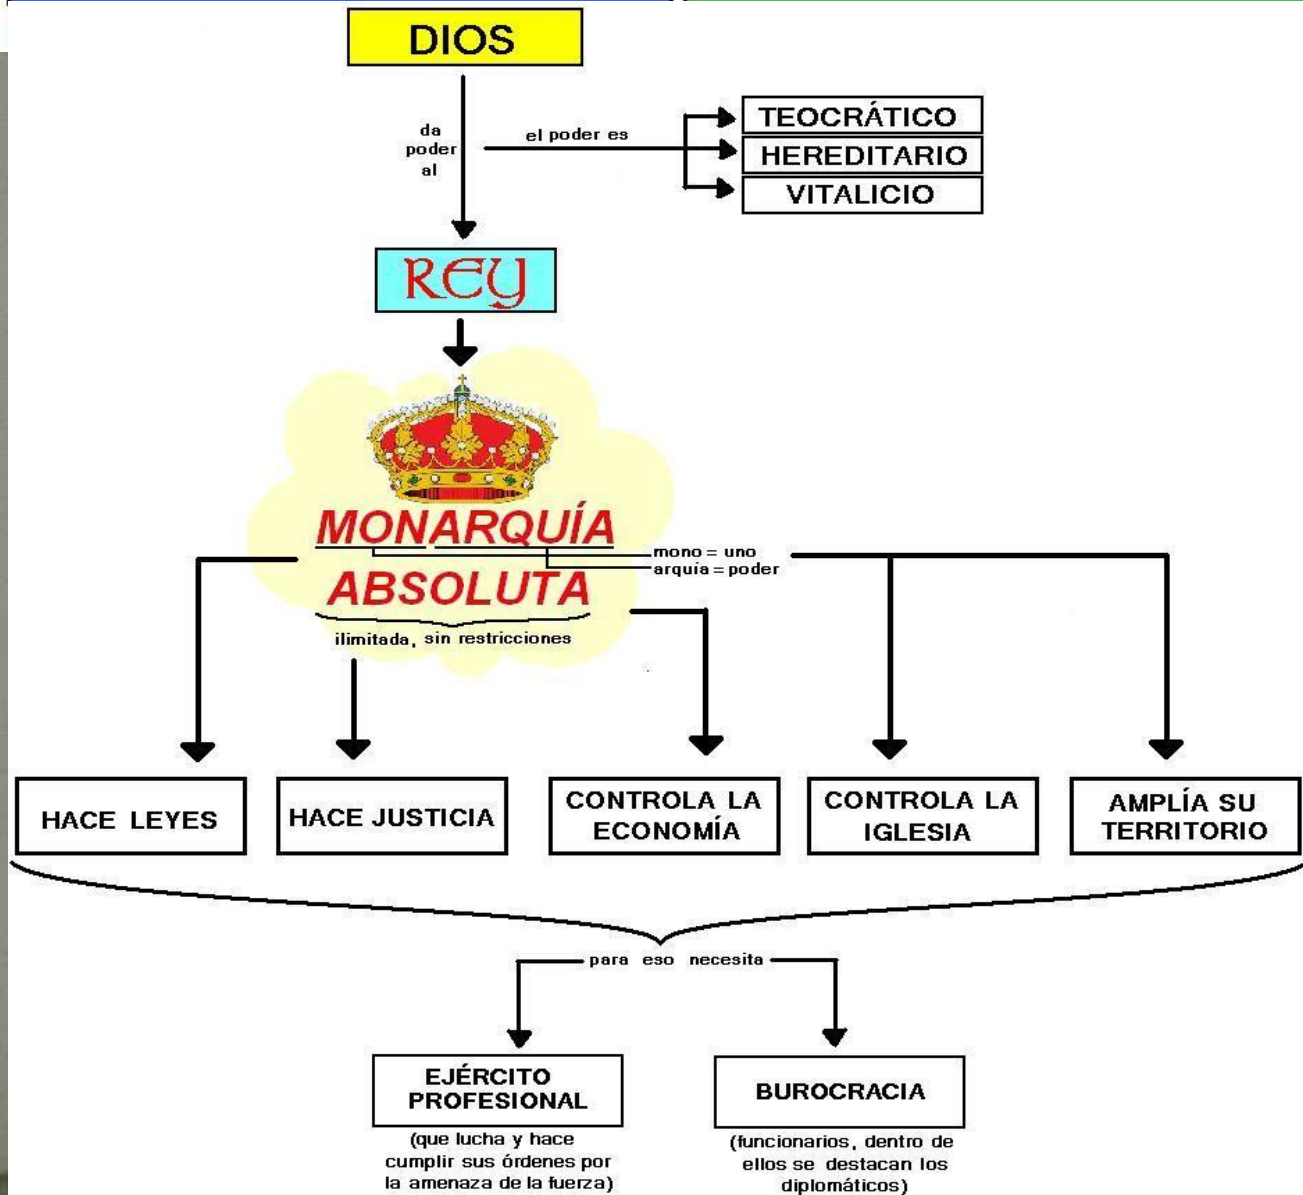 DIOS
da
poder
al
el poder es
TEOCRÁTICO
HEREDITARIO
VITALICIO
REY
MONARQUÍA
mono = uno
arquía = poder
ABSOLUTA
ilimitada, sin restricciones
HACE LEYES
HACE JUSTICIA
CONTROLA LA
ECONOMÍA
CONTROLA LA
IGLESIA
AMPLÍA SU
TERRITORIO
para eso necesita
EJÉRCITO
PROFESIONAL
(que lucha y hace
cumplir sus órdenes por
la amenaza de la fuerza)
BUROCRACIA
(funcionarios, dentro de
ellos se destacan los
diplomáticos)